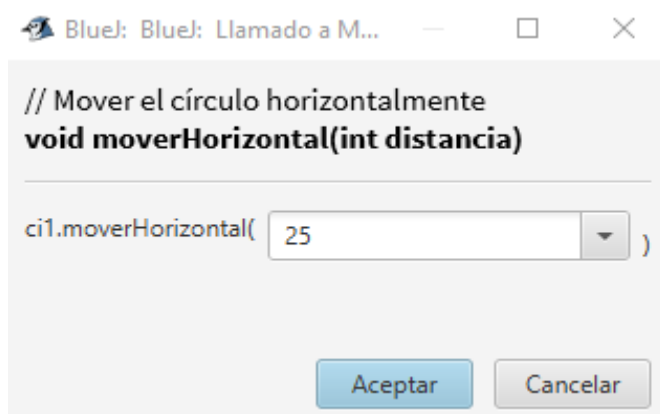 BlueJ: BlueJ: Llamado a M...
// Mover el círculo horizontalmente
void moverHorizontal(int distancia)
ci1.moverHorizontal( 25 )
Aceptar Cancelar